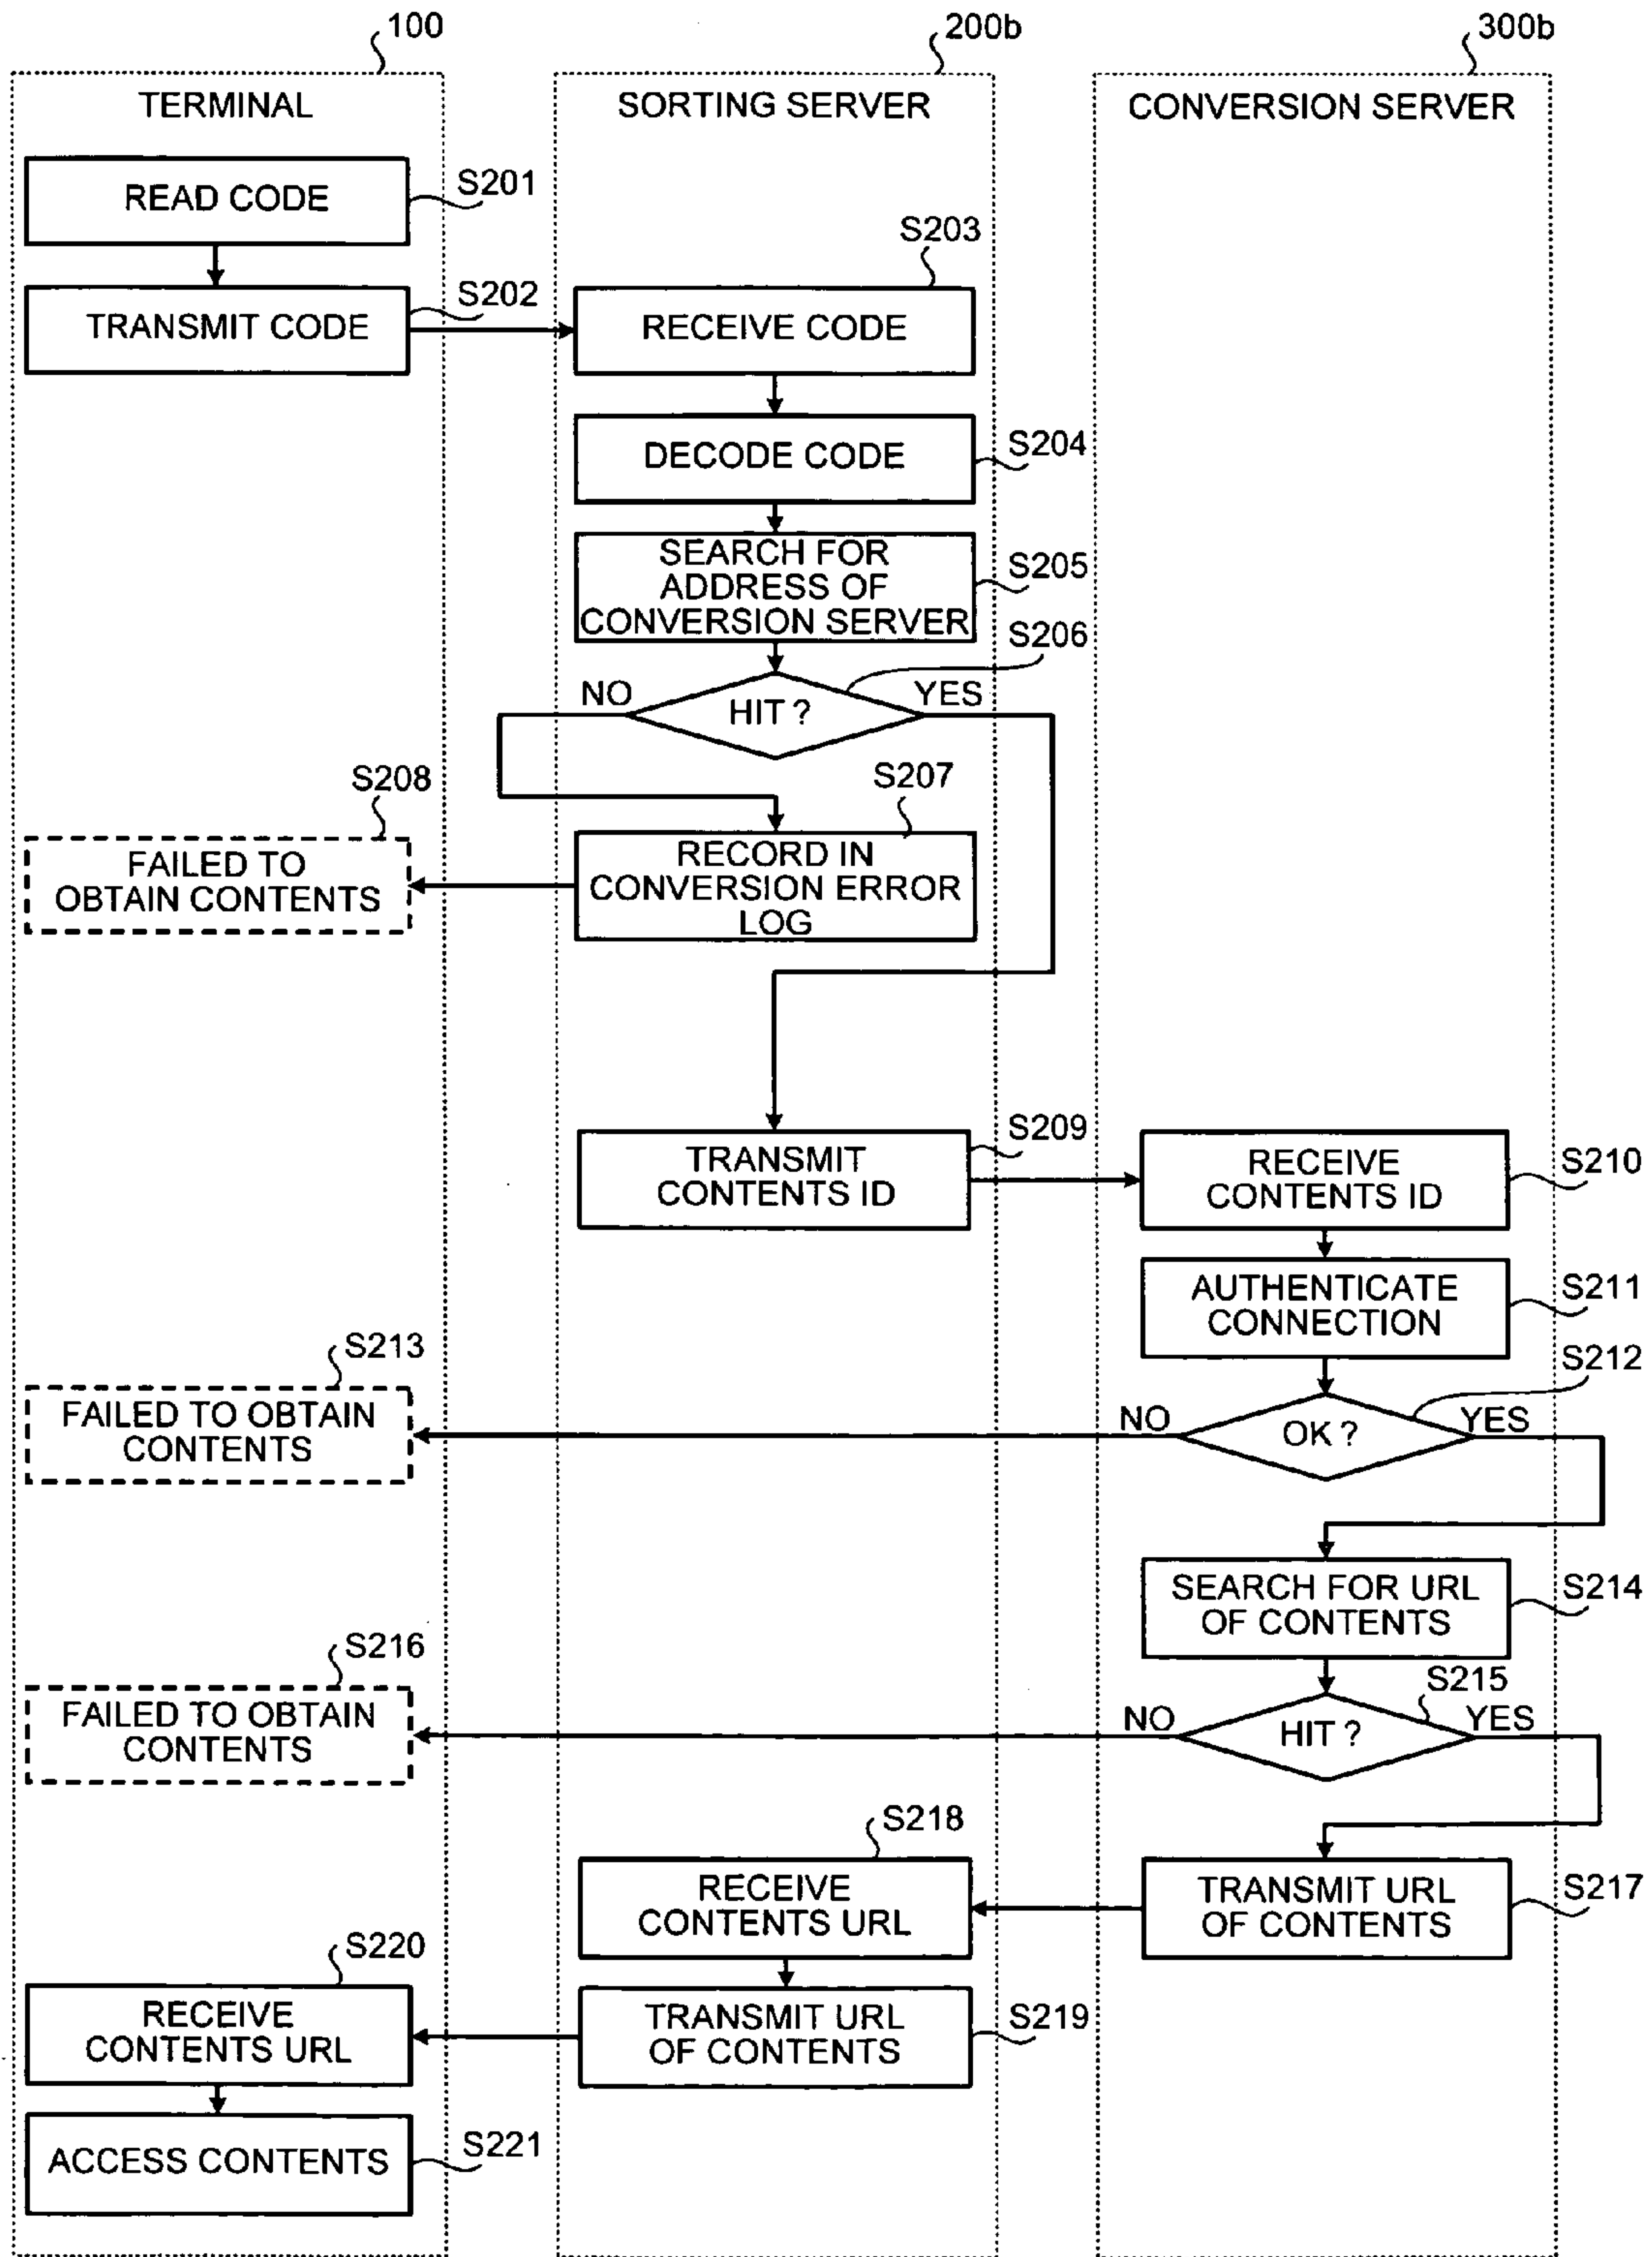 100
200b
300b
TERMINAL
SORTING SERVER
CONVERSION SERVER
READ CODE
S201
TRANSMIT CODE
S202
S203
RECEIVE CODE
DECODE CODE
S204
SEARCH FOR
ADDRESS OF
CONVERSION SERVER
S205
S206
NO
HIT ?
YES
S207
RECORD IN
CONVERSION ERROR
LOG
S208
FAILED TO
OBTAIN CONTENTS
TRANSMIT
CONTENTS ID
S209
RECEIVE
CONTENTS ID
S210
AUTHENTICATE
CONNECTION
S211
S212
NO
OK ?
YES
S213
FAILED TO OBTAIN
CONTENTS
SEARCH FOR URL
OF CONTENTS
S214
S215
NO
HIT ?
YES
S216
FAILED TO OBTAIN
CONTENTS
TRANSMIT URL
OF CONTENTS
S217
S218
RECEIVE
CONTENTS URL
TRANSMIT URL
OF CONTENTS
S219
S220
RECEIVE
CONTENTS URL
ACCESS CONTENTS
S221